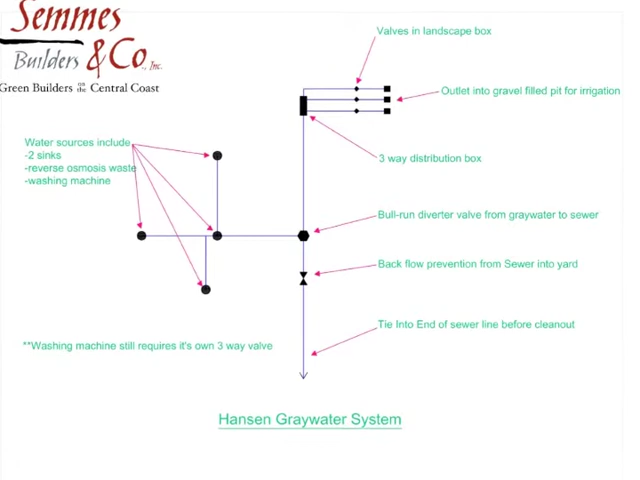 Semmes
Builders & Co., Inc.
Green Builders on the Central Coast
Valves in landscape box
Outlet into gravel filled pit for irrigation
Water sources include
-2 sinks
-reverse osmosis waste
-washing machine
3 way distribution box
Bull-run diverter valve from graywater to sewer
Back flow prevention from Sewer into yard
Tie Into End of sewer line before cleanout
**Washing machine still requires it's own 3 way valve
Hansen Graywater System